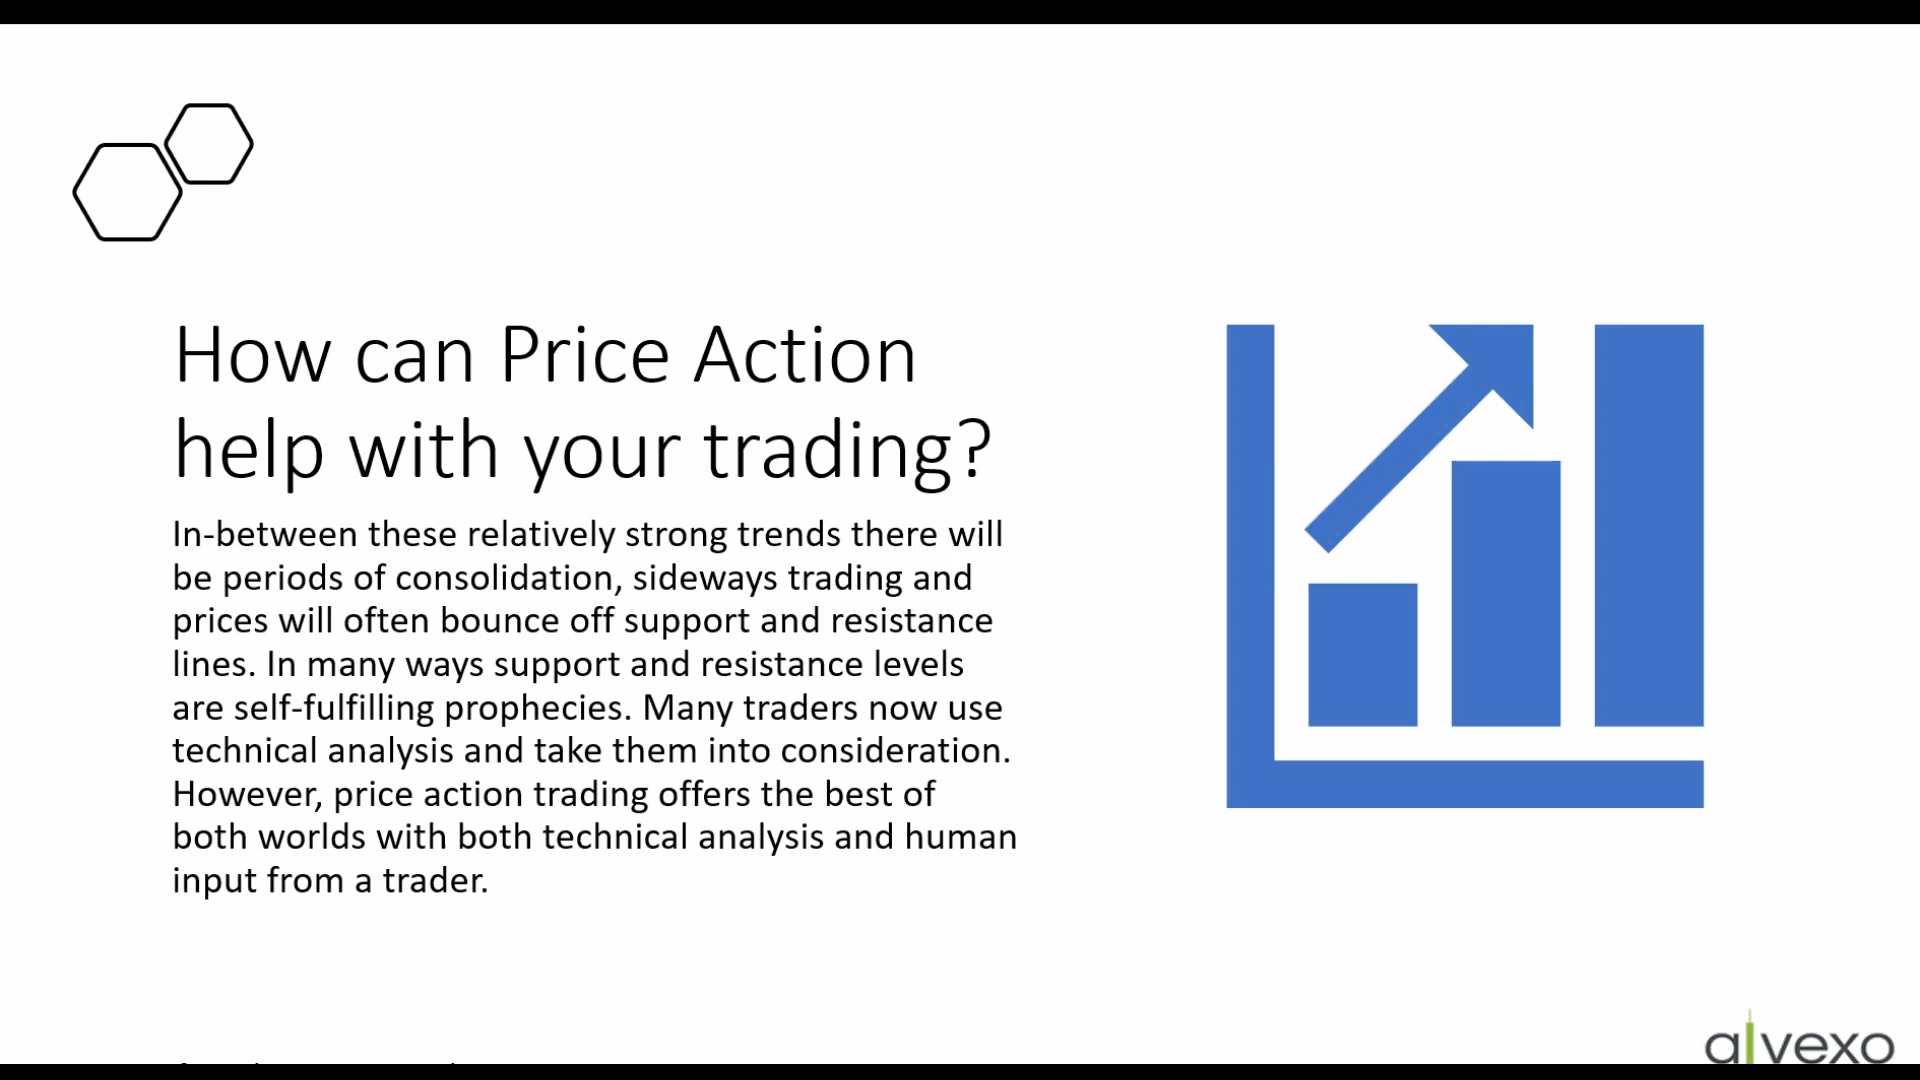 How can Price Action
help with your trading?
In-between these relatively strong trends there will
be periods of consolidation, sideways trading and
prices will often bounce off support and resistance
lines. In many ways support and resistance levels
are self-fulfilling prophecies. Many traders now use
technical analysis and take them into consideration.
However, price action trading offers the best of
both worlds with both technical analysis and human
input from a trader.
alvexo